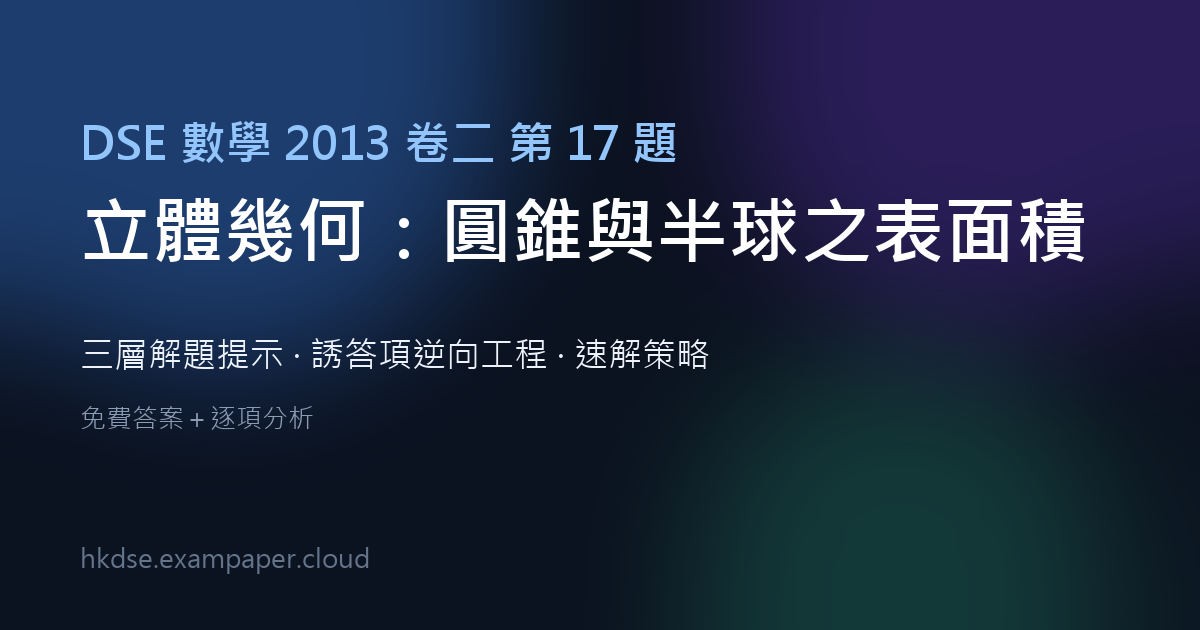 DSE 數學 2013 卷二 第 17 題
立體幾何：圓錐與半球之表面積
三層解題提示 · 誘答項逆向工程 · 速解策略
免費答案 + 逐項分析
hkdse.exampaper.cloud